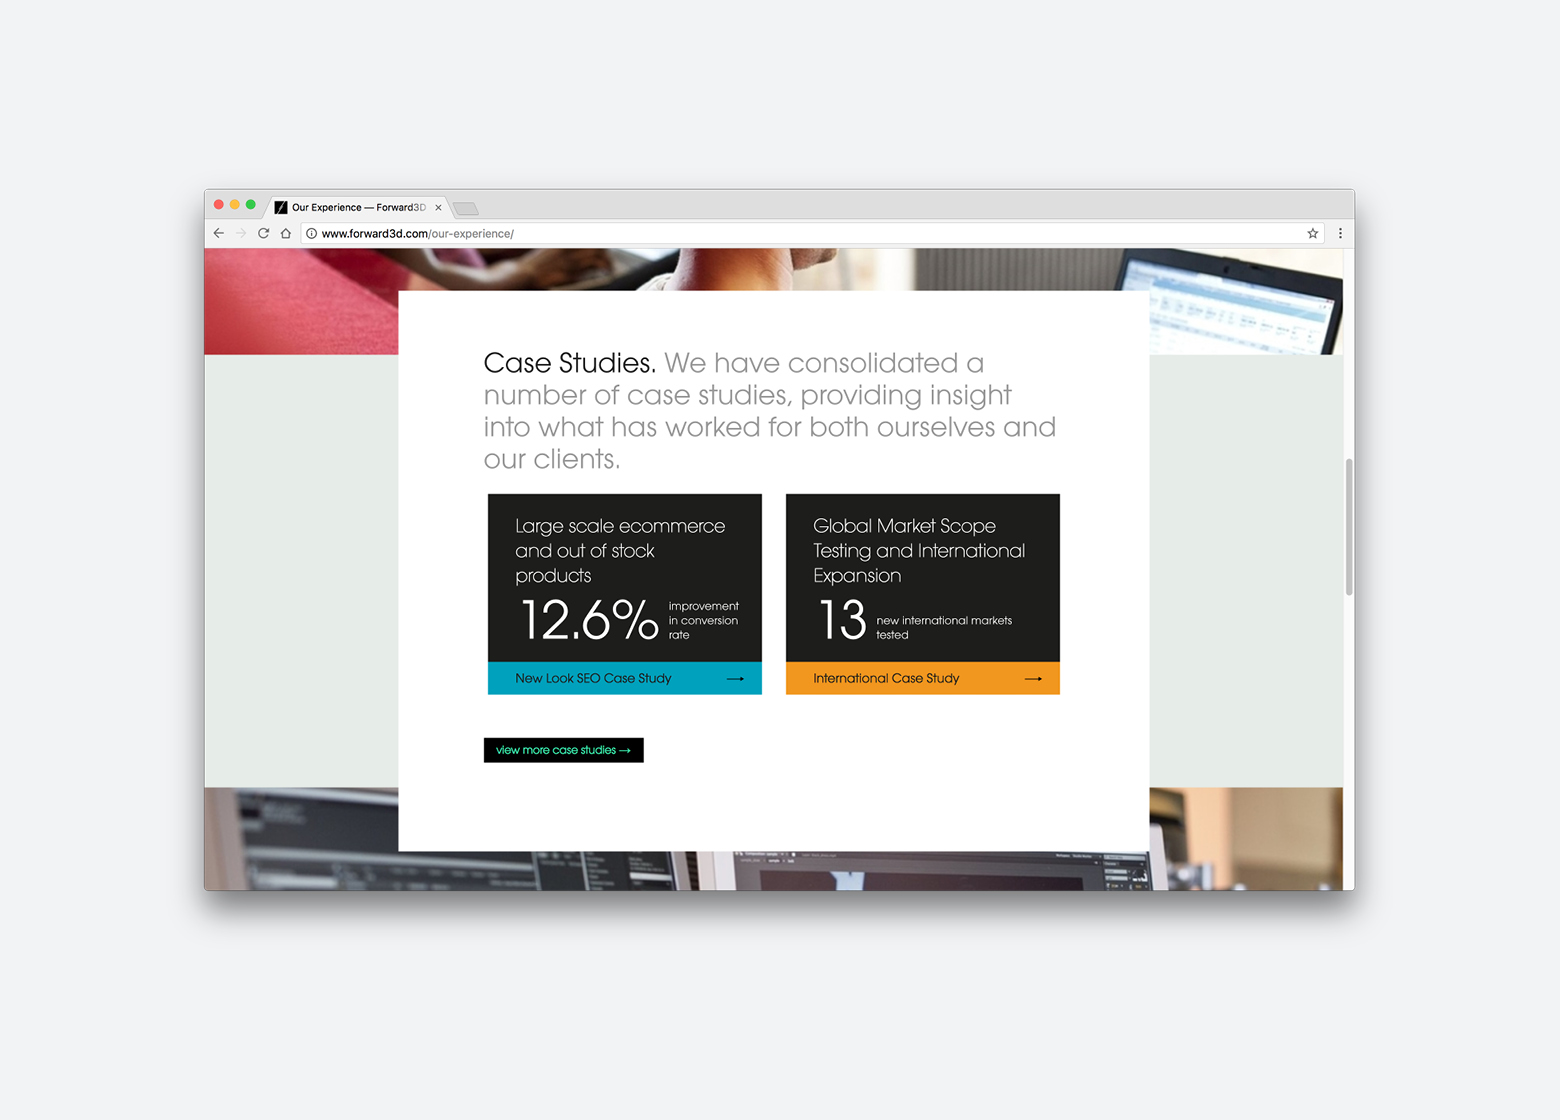 Our Experience — Forward3D
www.forward3d.com/our-experience/
Case Studies. We have consolidated a
number of case studies, providing insight
into what has worked for both ourselves and
our clients.
Large scale ecommerce
and out of stock
products
12.6% improvement
in conversion
rate
New Look SEO Case Study →
Global Market Scope
Testing and International
Expansion
13 new international markets
tested
International Case Study →
view more case studies →